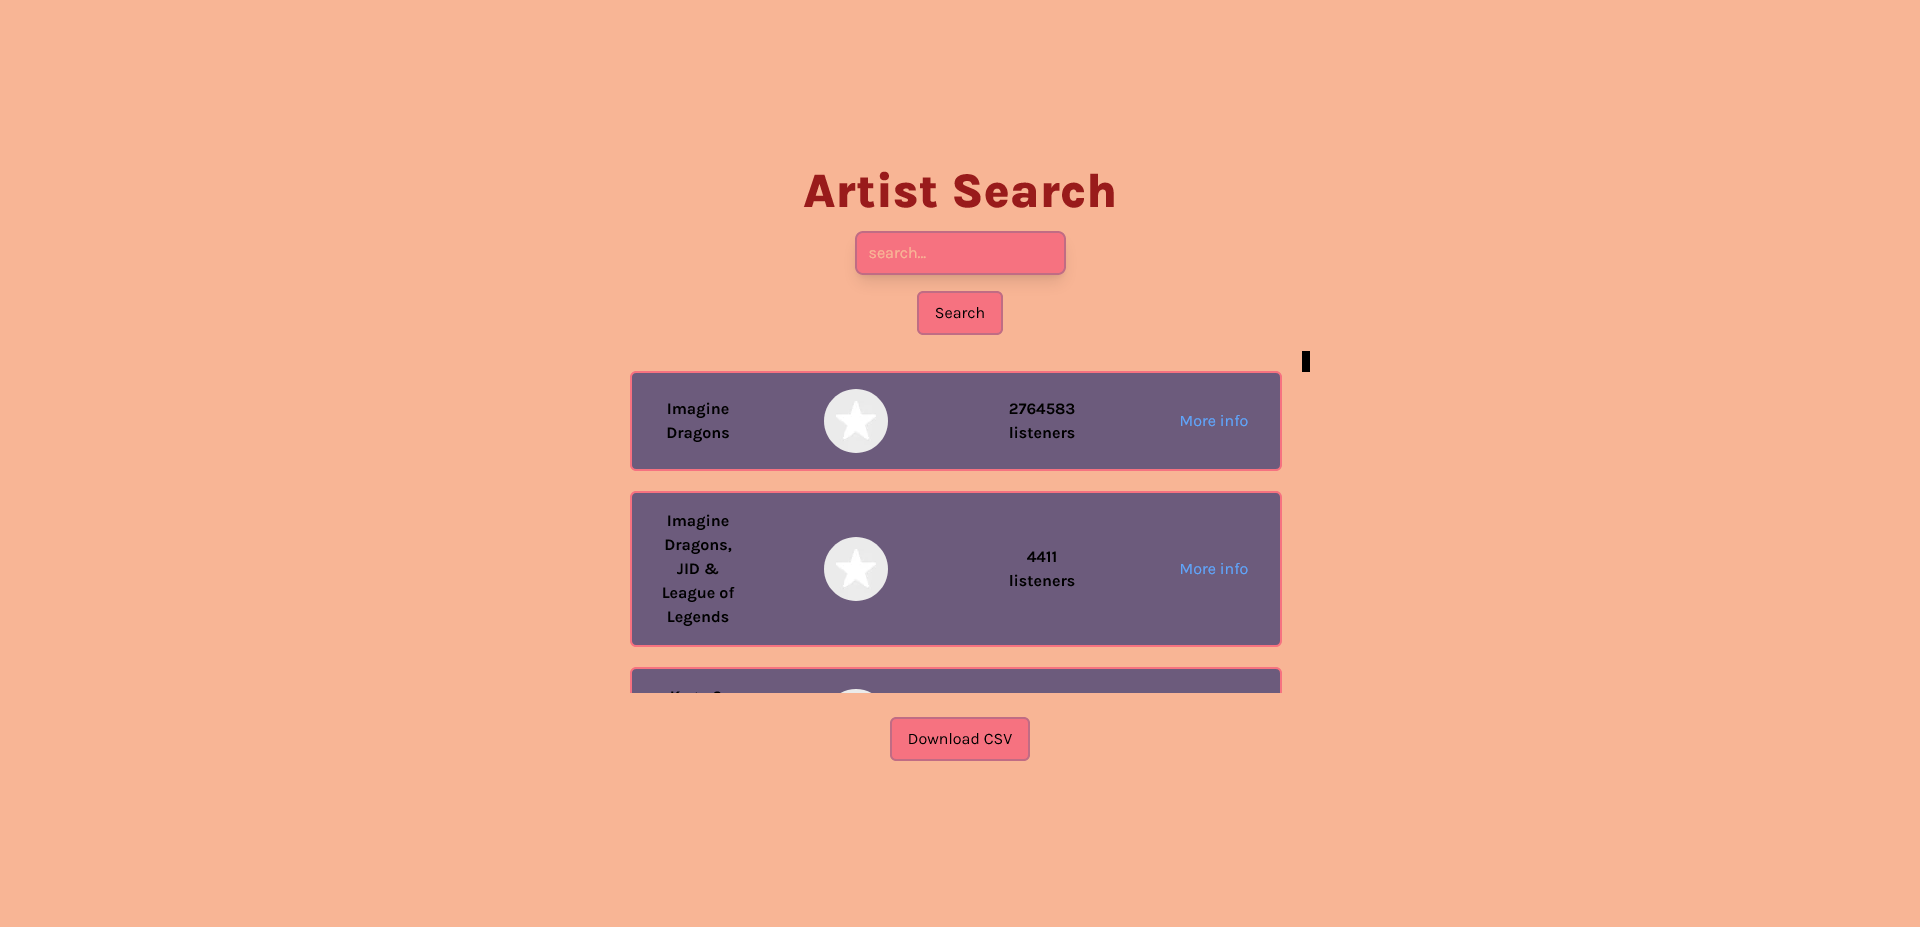 Artist Search
search...
Search
Imagine
Dragons
2764583
listeners
More info
Imagine
Dragons,
JID &
League of
Legends
4411
listeners
More info
Download CSV